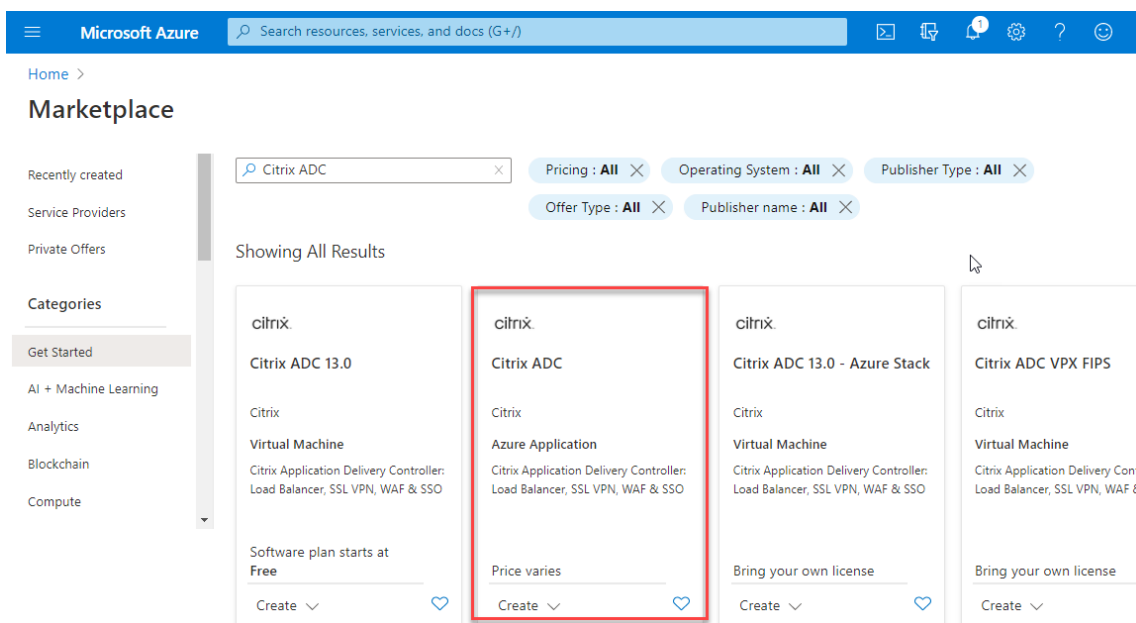 Microsoft Azure
Search resources, services, and docs (G+/)
1
Home >
Marketplace
Recently created
Service Providers
Private Offers
Categories
Get Started
AI + Machine Learning
Analytics
Blockchain
Compute
Citrix ADC
Pricing : All
Operating System : All
Publisher Type : All
Offer Type : All
Publisher name : All
Showing All Results
citrix.
Citrix ADC 13.0
Citrix
Virtual Machine
Citrix Application Delivery Controller:
Load Balancer, SSL VPN, WAF & SSO
Software plan starts at
Free
Create
citrix.
Citrix ADC
Citrix
Azure Application
Citrix Application Delivery Controller:
Load Balancer, SSL VPN, WAF & SSO
Price varies
Create
citrix.
Citrix ADC 13.0 - Azure Stack
Citrix
Virtual Machine
Citrix Application Delivery Controller:
Load Balancer, SSL VPN, WAF & SSO
Bring your own license
Create
citrix.
Citrix ADC VPX FIPS
Citrix
Virtual Machine
Citrix Application Delivery Con
Load Balancer, SSL VPN, WAF &
Bring your own license
Create